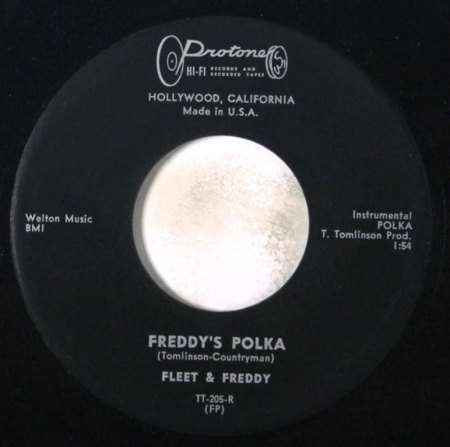 Protone
HI-FI RECORDS AND RECORDED TAPES
HOLLYWOOD, CALIFORNIA
Made in U.S.A.
Welton Music
BMI
Instrumental
POLKA
T. Tomlinson Prod.
1:54
FREDDY'S POLKA
(Tomlinson-Countryman)
FLEET & FREDDY
TT-205-R
(FP)